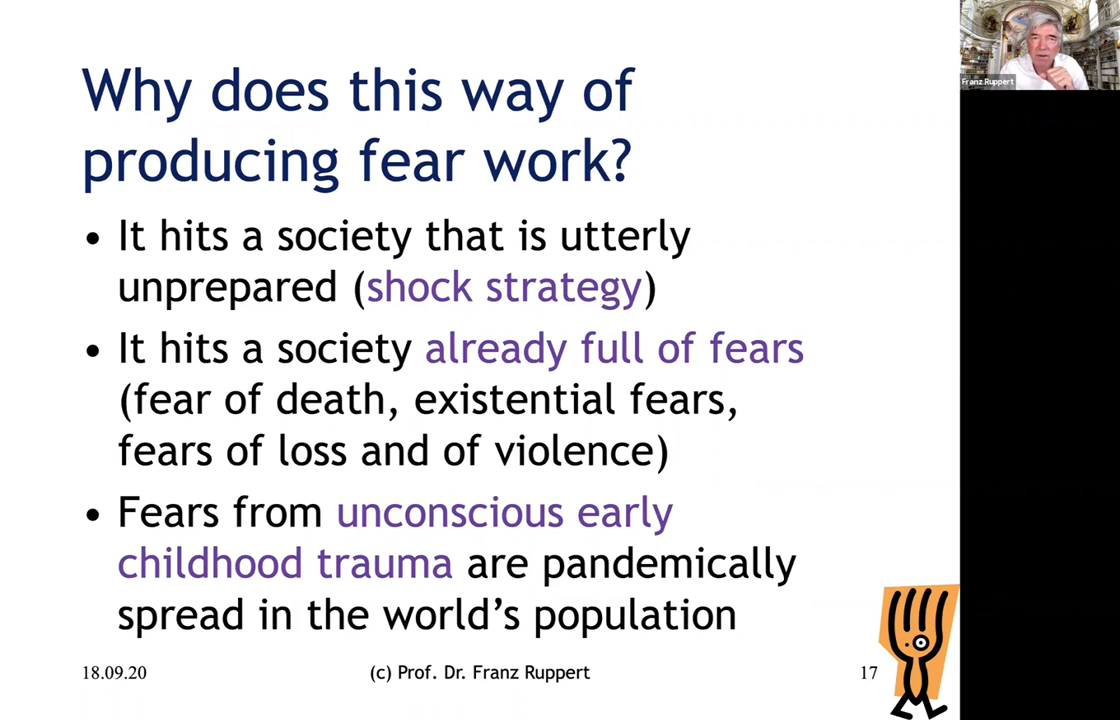 Why does this way of
producing fear work?
• It hits a society that is utterly
unprepared (shock strategy)
• It hits a society already full of fears
(fear of death, existential fears,
fears of loss and of violence)
• Fears from unconscious early
childhood trauma are pandemically
spread in the world’s population
18.09.20
(c) Prof. Dr. Franz Ruppert
17
Franz Ruppert